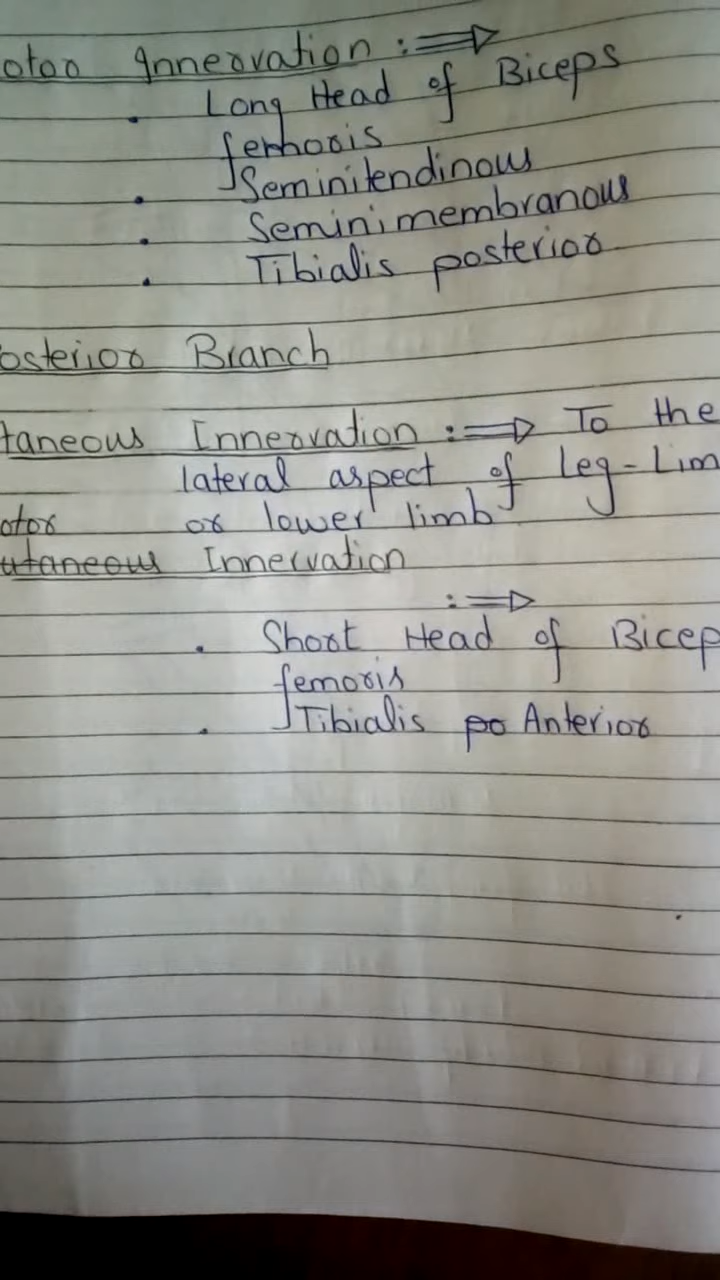 otor Innervation :⇒
• Long Head of Biceps
femoris
• Seminitendinous
• Seminimembranous
• Tibialis posterior
osterior Branch
taneous Innervation :⇒ To the
lateral aspect of Leg-Lim
or lower limb
otor
utaneous Innervation
:⇒
• Short Head of Bicep
femoris
• Tibialis po Anterior